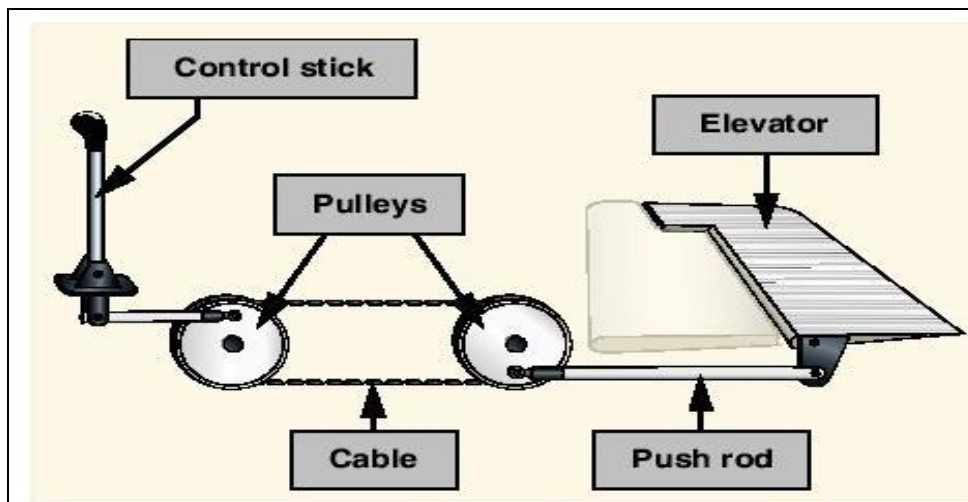 Control stick
Elevator
Pulleys
Cable
Push rod